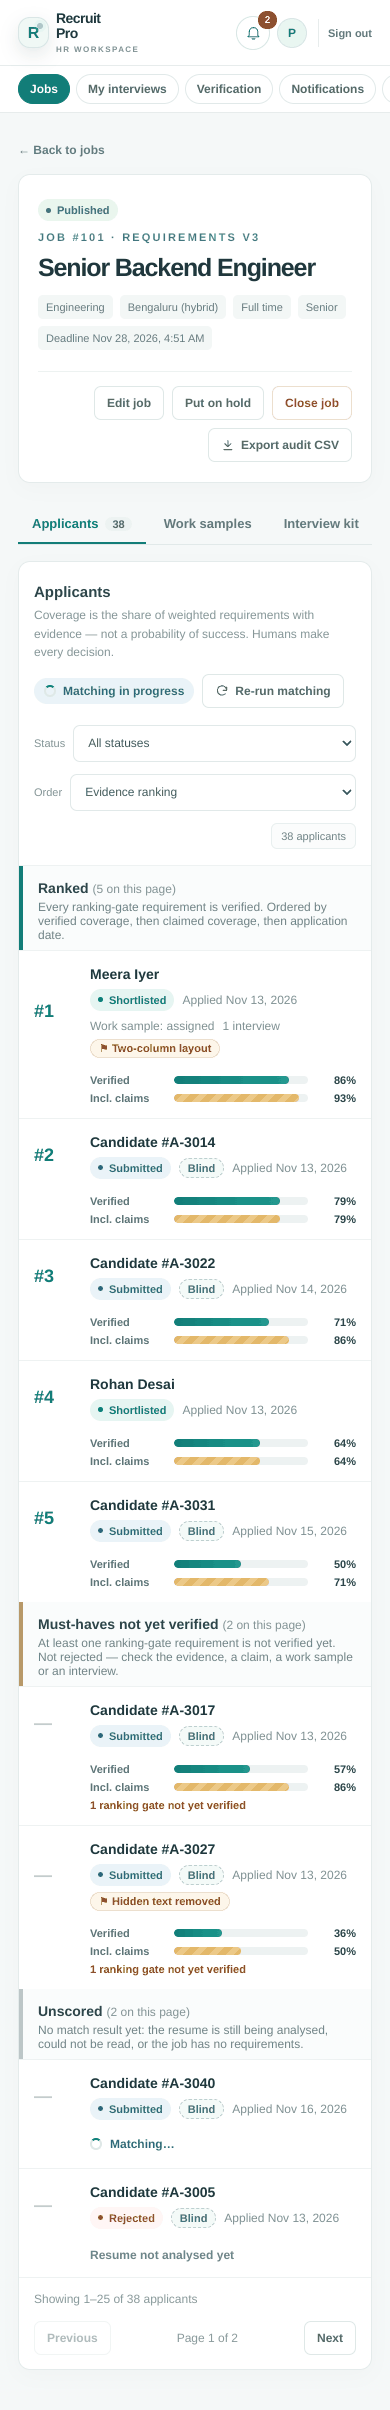 R
Recruit
Pro
HR WORKSPACE
2
P
Sign out
Jobs
My interviews
Verification
Notifications
← Back to jobs
Published
JOB #101 · REQUIREMENTS V3
Senior Backend Engineer
Engineering
Bengaluru (hybrid)
Full time
Senior
Deadline Nov 28, 2026, 4:51 AM
Edit job
Put on hold
Close job
Export audit CSV
Applicants 38
Work samples
Interview kit
Applicants
Coverage is the share of weighted requirements with
evidence — not a probability of success. Humans make
every decision.
Matching in progress
Re-run matching
Status
All statuses
Order
Evidence ranking
38 applicants
Ranked (5 on this page)
Every ranking-gate requirement is verified. Ordered by
verified coverage, then claimed coverage, then application
date.
#1
Meera Iyer
Shortlisted
Applied Nov 13, 2026
Work sample: assigned 1 interview
⚑ Two-column layout
Verified 86%
Incl. claims 93%
#2
Candidate #A-3014
Submitted
Blind
Applied Nov 13, 2026
Verified 79%
Incl. claims 79%
#3
Candidate #A-3022
Submitted
Blind
Applied Nov 14, 2026
Verified 71%
Incl. claims 86%
#4
Rohan Desai
Shortlisted
Applied Nov 13, 2026
Verified 64%
Incl. claims 64%
#5
Candidate #A-3031
Submitted
Blind
Applied Nov 15, 2026
Verified 50%
Incl. claims 71%
Must-haves not yet verified (2 on this page)
At least one ranking-gate requirement is not verified yet.
Not rejected — check the evidence, a claim, a work sample
or an interview.
—
Candidate #A-3017
Submitted
Blind
Applied Nov 13, 2026
Verified 57%
Incl. claims 86%
1 ranking gate not yet verified
—
Candidate #A-3027
Submitted
Blind
Applied Nov 13, 2026
⚑ Hidden text removed
Verified 36%
Incl. claims 50%
1 ranking gate not yet verified
Unscored (2 on this page)
No match result yet: the resume is still being analysed,
could not be read, or the job has no requirements.
—
Candidate #A-3040
Submitted
Blind
Applied Nov 16, 2026
Matching…
—
Candidate #A-3005
Rejected
Blind
Applied Nov 13, 2026
Resume not analysed yet
Showing 1–25 of 38 applicants
Previous
Page 1 of 2
Next